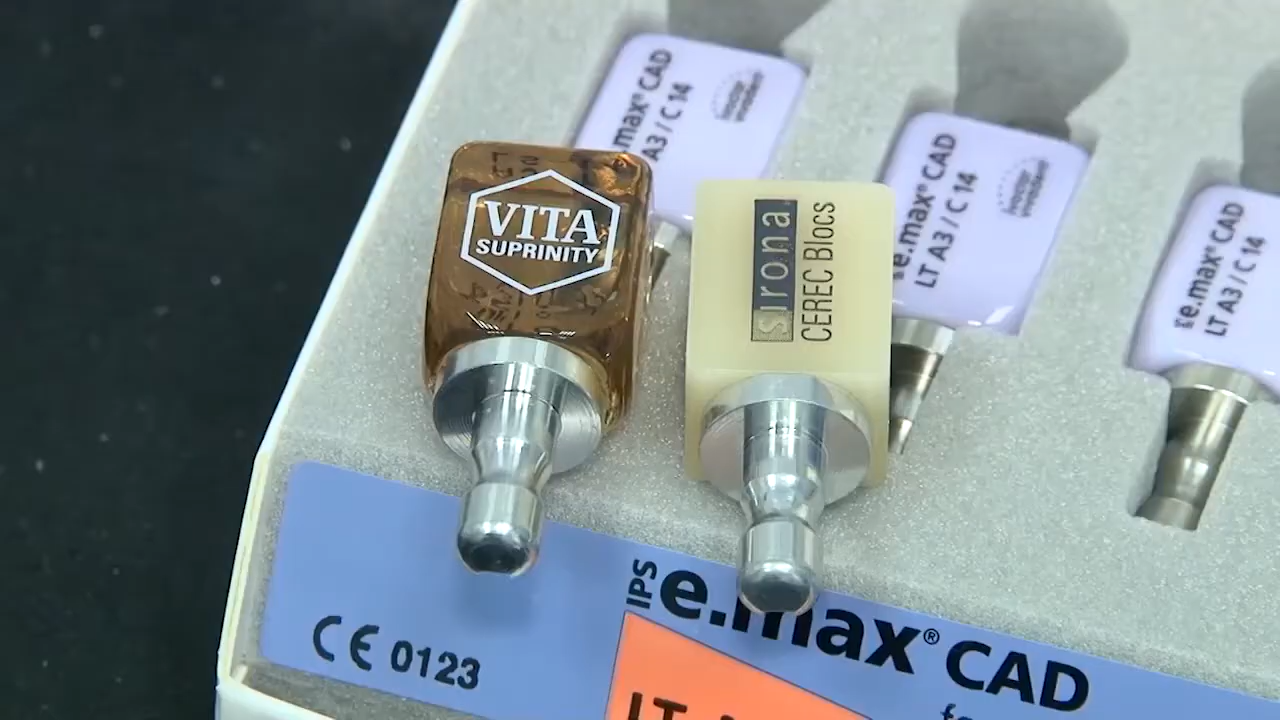 e.max® CAD
A3 / C 14
e.max® CAD
LT A3 / C 14
e.max® CAD
LT A3 / C 14
VITA
SUPRINITY
sirona
CEREC Blocs
IPS e.max® CAD
CE 0123
LT